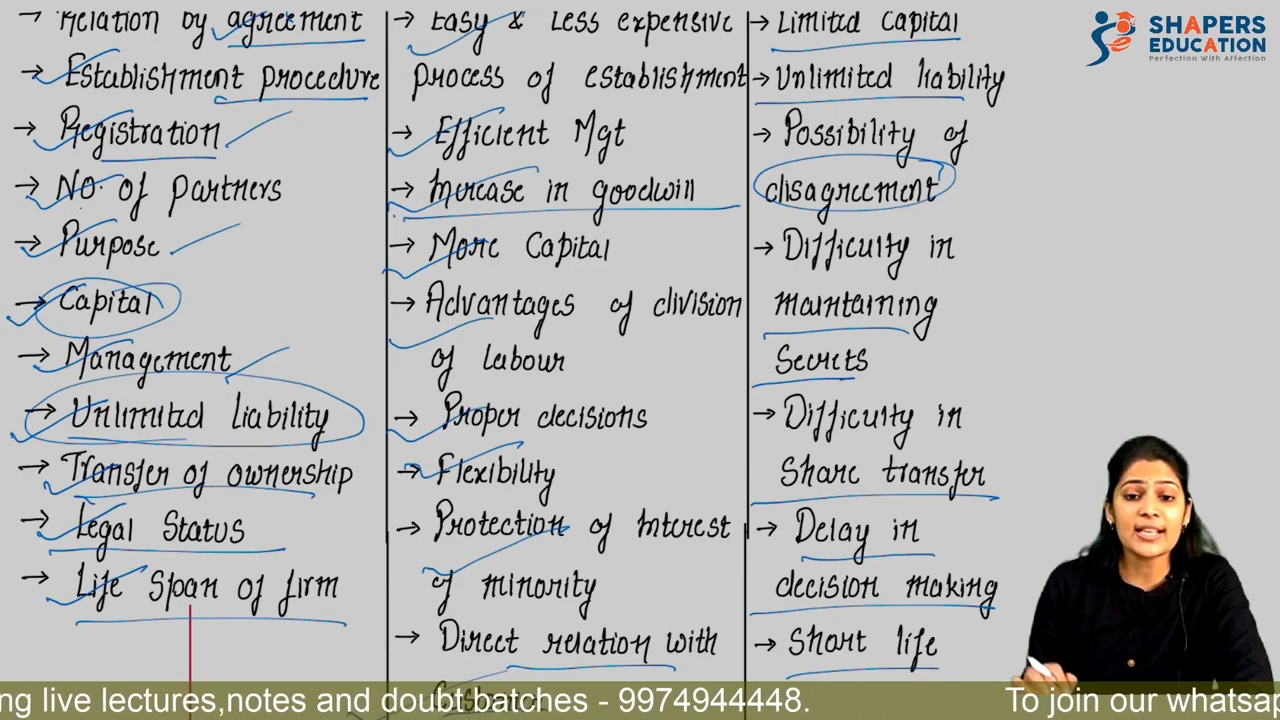 → Relation by agreement
→ Establishment procedure
→ Registration
→ No. of partners
→ Purpose
→ Capital
→ Management
→ Unlimited liability
→ Transfer of ownership
→ Legal Status
→ Life Span of firm
→ Easy & Less expensive
process of establishment
→ Efficient Mgt
→ Increase in goodwill
→ More Capital
→ Advantages of division
of labour
→ Proper decisions
→ Flexibility
→ Protection of Interest
of minority
→ Direct relation with
→ Limited Capital
→ Unlimited liability
→ Possibility of
disagreement
→ Difficulty in
maintaining
Secrets
→ Difficulty in
Share transfer
→ Delay in
decision making
→ Short life
SHAPERS
EDUCATION
Perfection With Affection
ng live lectures,notes and doubt batches - 9974944448.
To join our whatsap